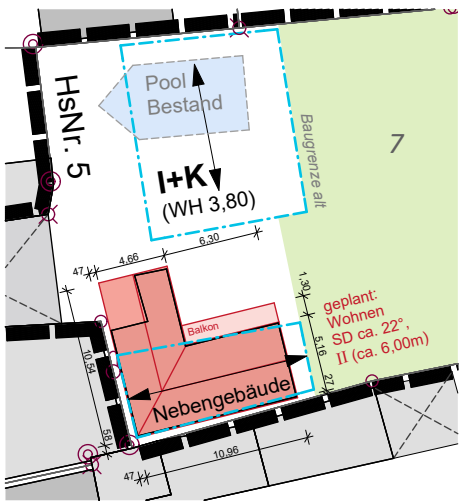 HsNr. 5
Pool
Bestand
I+K
(WH 3,80)
Baugrenze alt
7
47
4,66
6,30
1,30
geplant:
Wohnen
SD ca. 22°,
II (ca. 6,00m)
Balkon
10,54
5,16
27
Nebengebäude
58
47
10,96